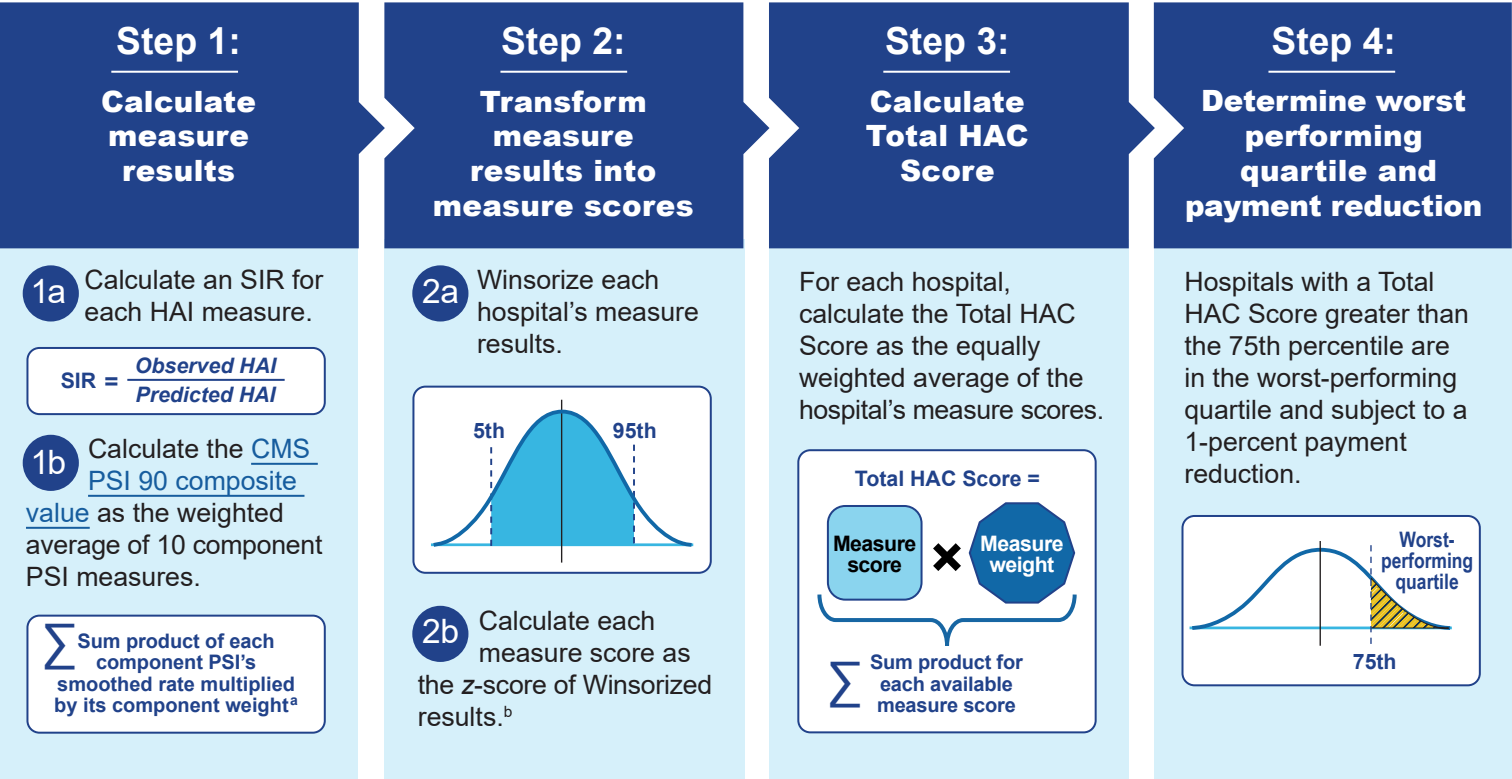 Step 1:
Calculate
measure
results
1a Calculate an SIR for
each HAI measure.
SIR = Observed HAI
Predicted HAI
1b Calculate the CMS
PSI 90 composite
value as the weighted
average of 10 component
PSI measures.
∑ Sum product of each
component PSI's
smoothed rate multiplied
by its component weightᵃ
Step 2:
Transform
measure
results into
measure scores
2a Winsorize each
hospital's measure
results.
5th 95th
2b Calculate each
measure score as
the z-score of Winsorized
results.ᵇ
Step 3:
Calculate
Total HAC
Score
For each hospital,
calculate the Total HAC
Score as the equally
weighted average of the
hospital's measure scores.
Total HAC Score =
Measure
score
×
Measure
weight
∑ Sum product for
each available
measure score
Step 4:
Determine worst
performing
quartile and
payment reduction
Hospitals with a Total
HAC Score greater than
the 75th percentile are
in the worst-performing
quartile and subject to a
1-percent payment
reduction.
Worst-
performing
quartile
75th